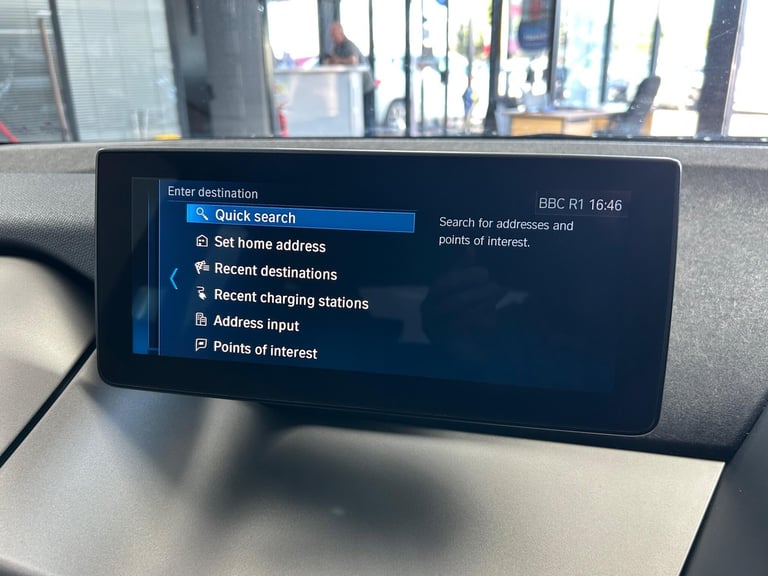 Enter destination
BBC R1 16:46
Quick search
Set home address
Recent destinations
Recent charging stations
Address input
Points of interest
Search for addresses and
points of interest.